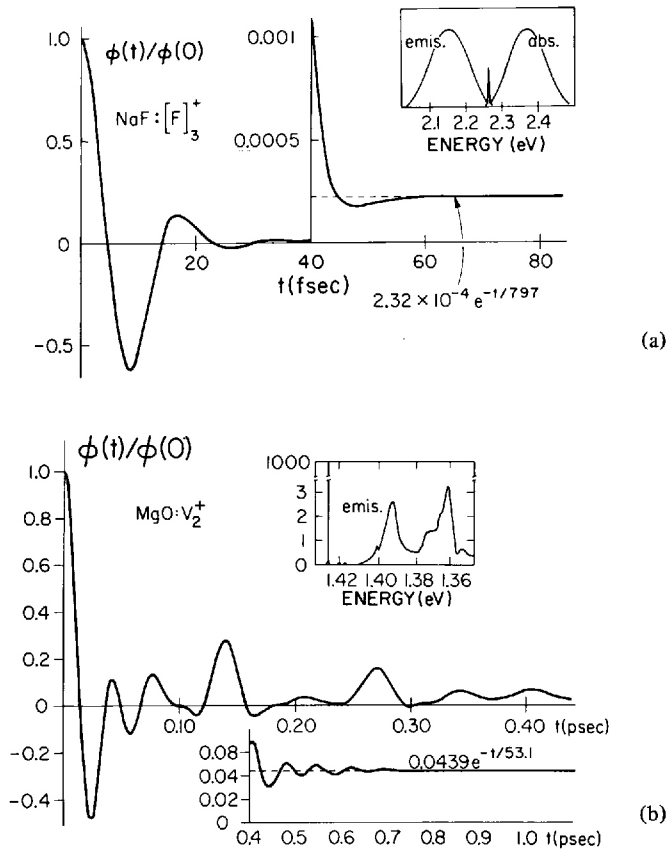 1.0
ϕ(t)/ϕ(0)
NaF:[F]₃⁺
0.5
0
-0.5
0.001
0.0005
20
40
60
80
t(fsec)
2.32 × 10⁻⁴ e^(-t/797)
emis.
abs.
2.1 2.2 2.3 2.4
ENERGY (eV)
(a)
ϕ(t)/ϕ(0)
1.0
MgO:V₂⁺
0.8
0.6
0.4
0.2
0
-0.2
-0.4
0.10
0.20
0.30
0.40 t(psec)
1000
3
2
1
0
emis.
1.42 1.40 1.38 1.36
ENERGY (eV)
0.08
0.04
0.02
0
0.0439e^(-t/53.1)
0.4 0.5 0.6 0.7 0.8 0.9 1.0 t(psec)
(b)